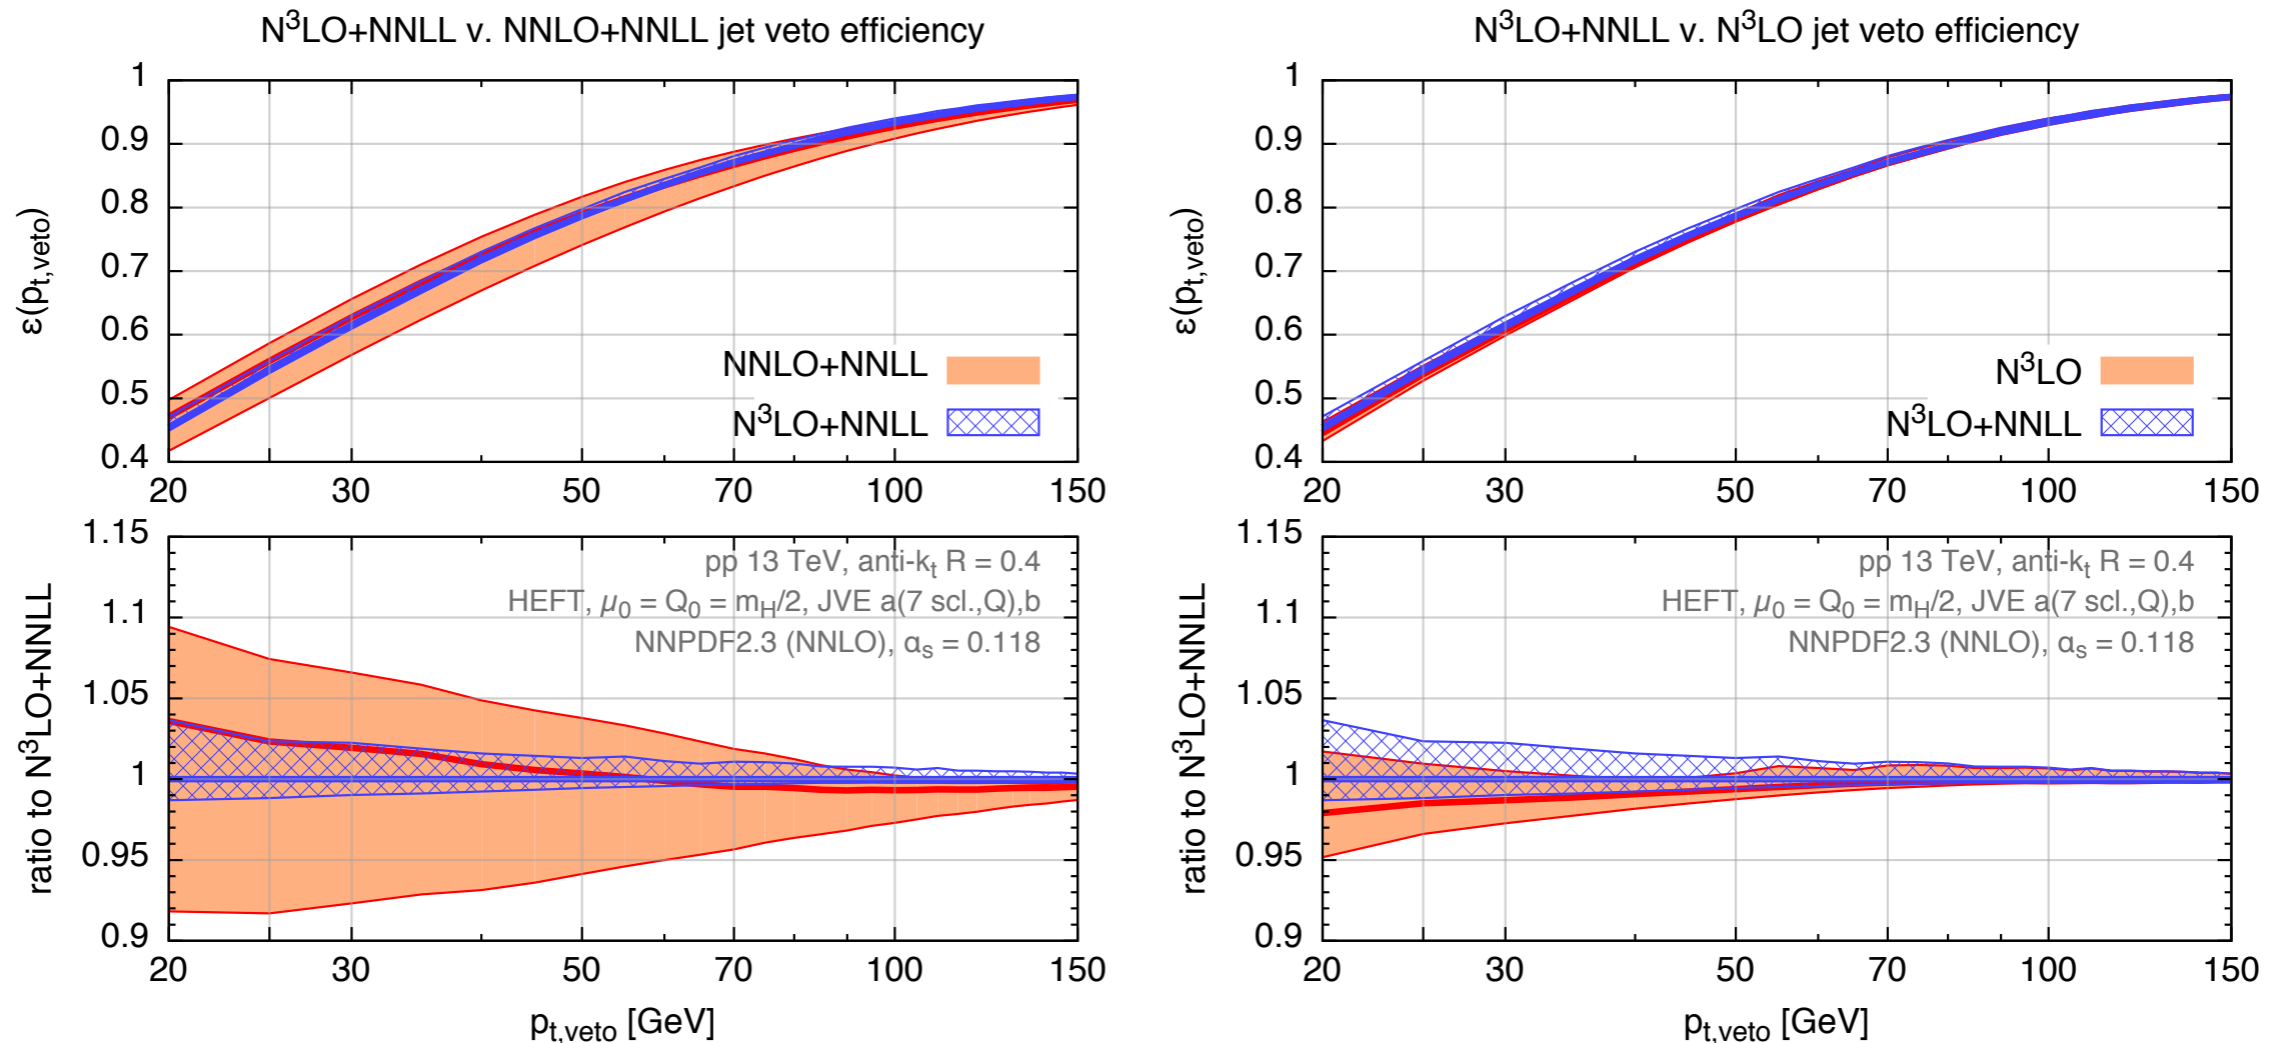 N³LO+NNLL v. NNLO+NNLL jet veto efficiency
1
0.9
0.8
0.7
0.6
0.5
0.4
ε(pt,veto)
NNLO+NNLL
N³LO+NNLL
20 30 50 70 100 150
1.15
1.1
1.05
1
0.95
0.9
ratio to N³LO+NNLL
pp 13 TeV, anti-kt R = 0.4
HEFT, μ0 = Q0 = mH/2, JVE a(7 scl.,Q),b
NNPDF2.3 (NNLO), αs = 0.118
20 30 50 70 100 150
pt,veto [GeV]
N³LO+NNLL v. N³LO jet veto efficiency
1
0.9
0.8
0.7
0.6
0.5
0.4
ε(pt,veto)
N³LO
N³LO+NNLL
20 30 50 70 100 150
1.15
1.1
1.05
1
0.95
0.9
ratio to N³LO+NNLL
pp 13 TeV, anti-kt R = 0.4
HEFT, μ0 = Q0 = mH/2, JVE a(7 scl.,Q),b
NNPDF2.3 (NNLO), αs = 0.118
20 30 50 70 100 150
pt,veto [GeV]